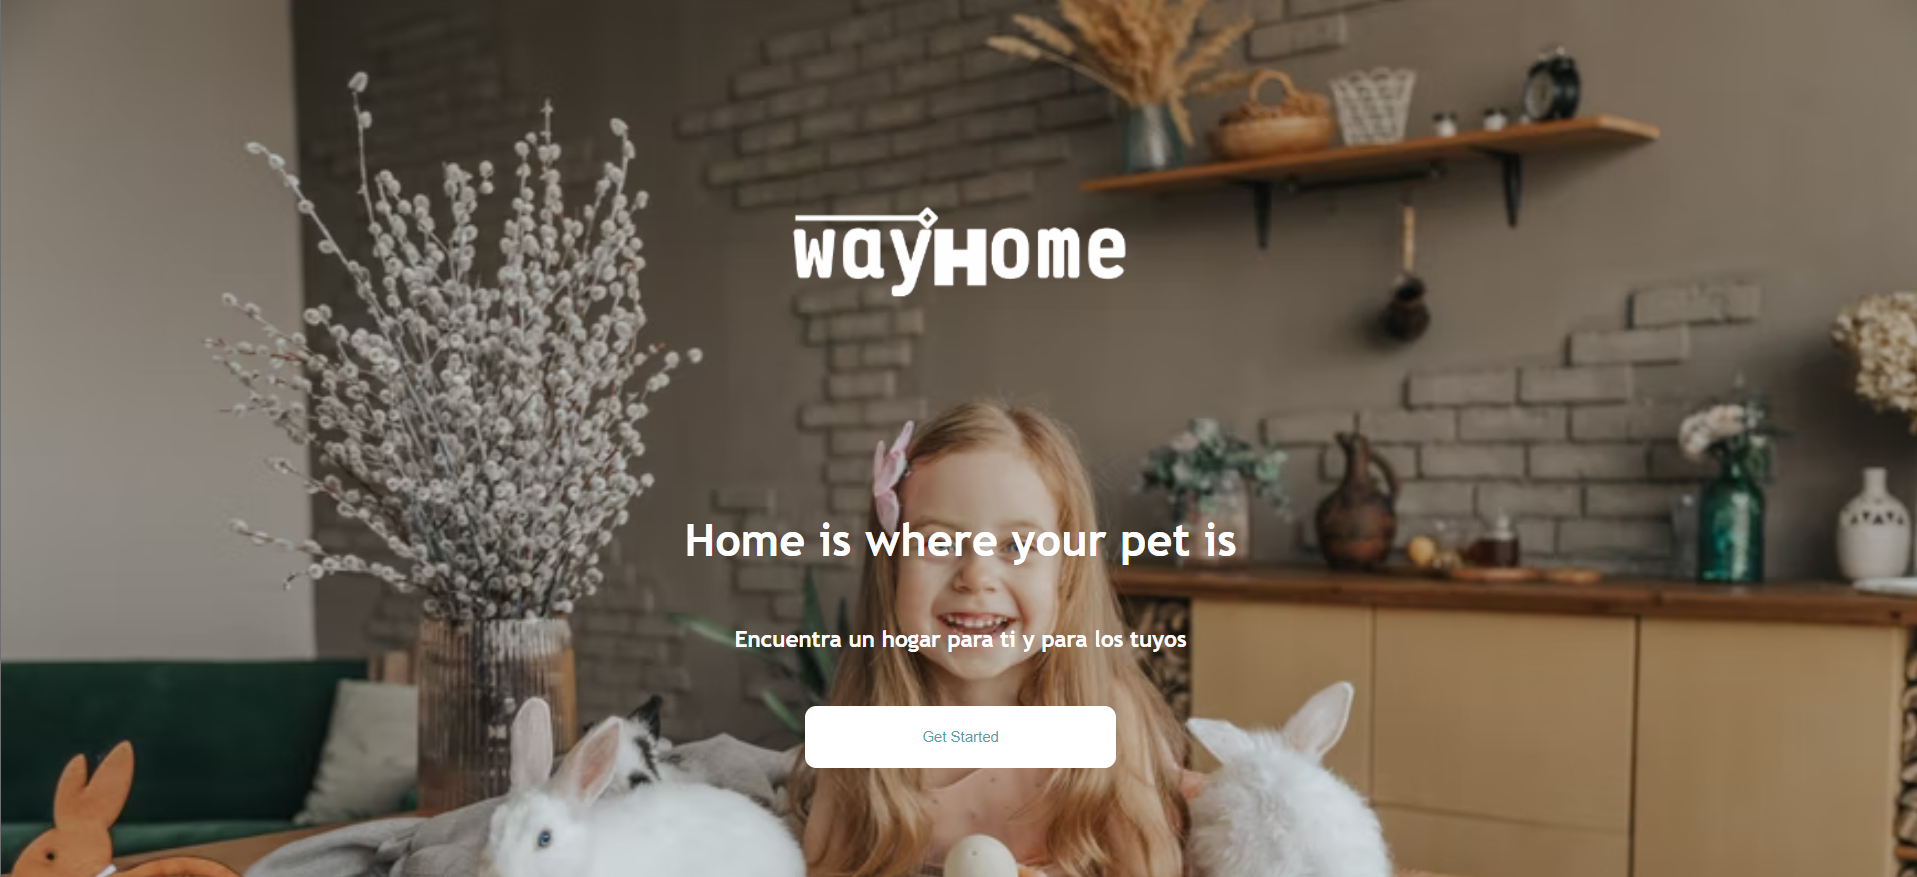 wayHome
Home is where your pet is
Encuentra un hogar para ti y para los tuyos
Get Started